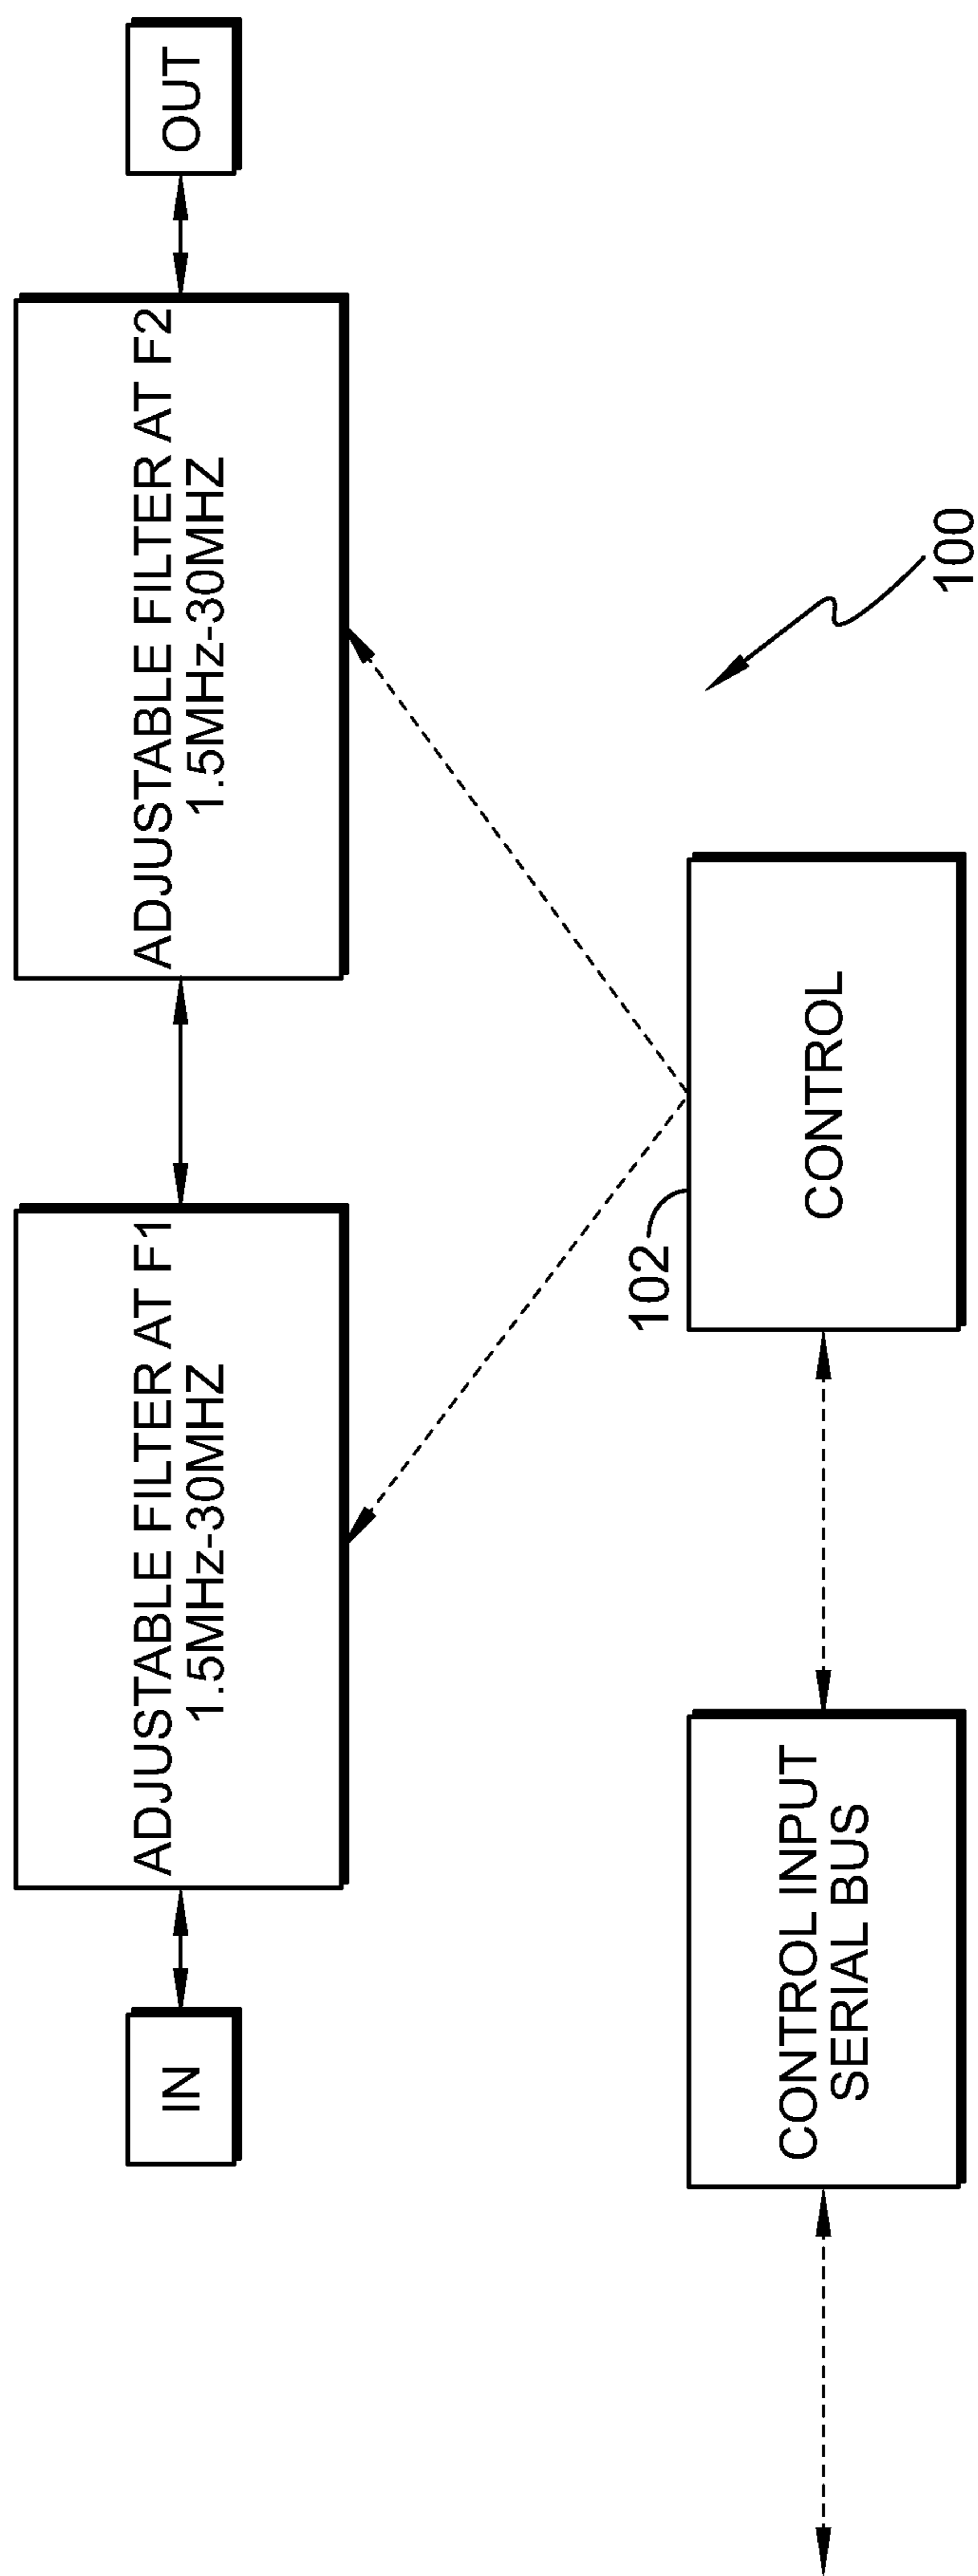 IN
ADJUSTABLE FILTER AT F1
1.5MHz-30MHZ
ADJUSTABLE FILTER AT F2
1.5MHz-30MHZ
OUT
102
100
CONTROL INPUT
SERIAL BUS
CONTROL